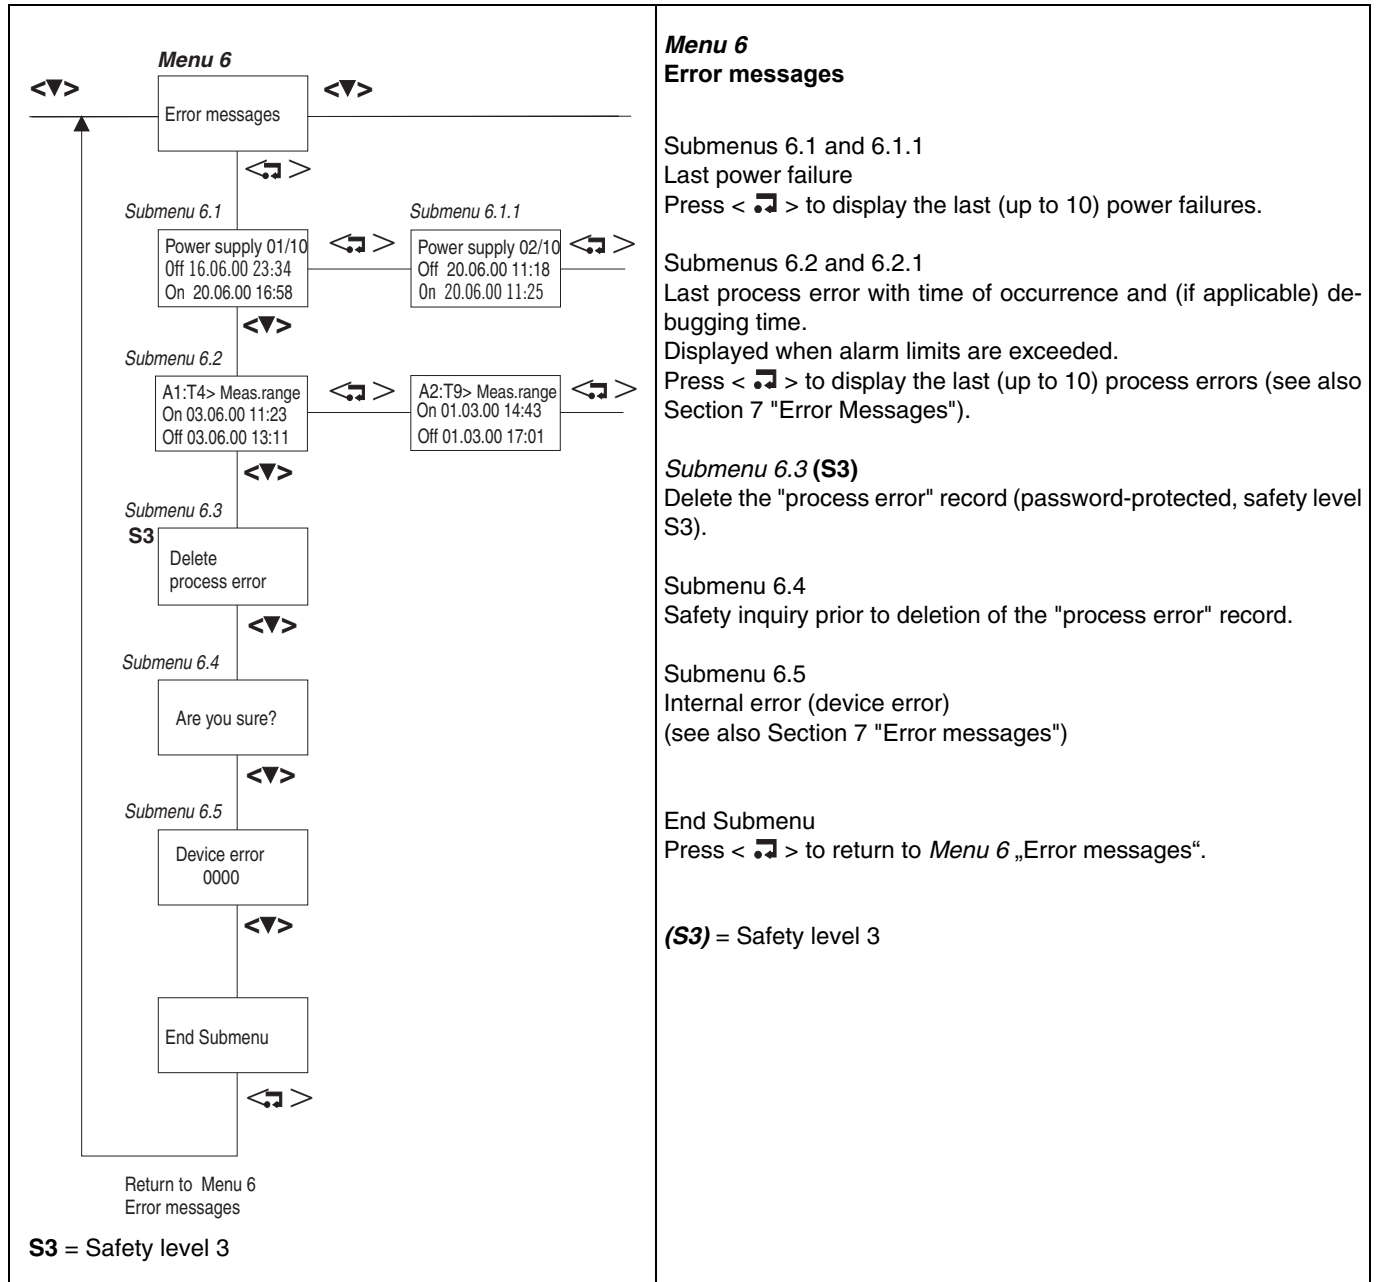 Menu 6
<▼> <▼>
Error messages
< >
Submenu 6.1 Submenu 6.1.1
Power supply 01/10 < > Power supply 02/10 < >
Off 16.06.00 23:34 Off 20.06.00 11:18
On 20.06.00 16:58 On 20.06.00 11:25
<▼>
Submenu 6.2
A1:T4> Meas.range < > A2:T9> Meas.range < >
On 03.06.00 11:23 On 01.03.00 14:43
Off 03.06.00 13:11 Off 01.03.00 17:01
<▼>
Submenu 6.3
S3
Delete
process error
<▼>
Submenu 6.4
Are you sure?
<▼>
Submenu 6.5
Device error
0000
<▼>
End Submenu
< >
Return to Menu 6
Error messages
S3 = Safety level 3
Menu 6
Error messages
Submenus 6.1 and 6.1.1
Last power failure
Press < > to display the last (up to 10) power failures.
Submenus 6.2 and 6.2.1
Last process error with time of occurrence and (if applicable) de-
bugging time.
Displayed when alarm limits are exceeded.
Press < > to display the last (up to 10) process errors (see also
Section 7 "Error Messages").
Submenu 6.3 (S3)
Delete the "process error" record (password-protected, safety level
S3).
Submenu 6.4
Safety inquiry prior to deletion of the "process error" record.
Submenu 6.5
Internal error (device error)
(see also Section 7 "Error messages")
End Submenu
Press < > to return to Menu 6 „Error messages“.
(S3) = Safety level 3